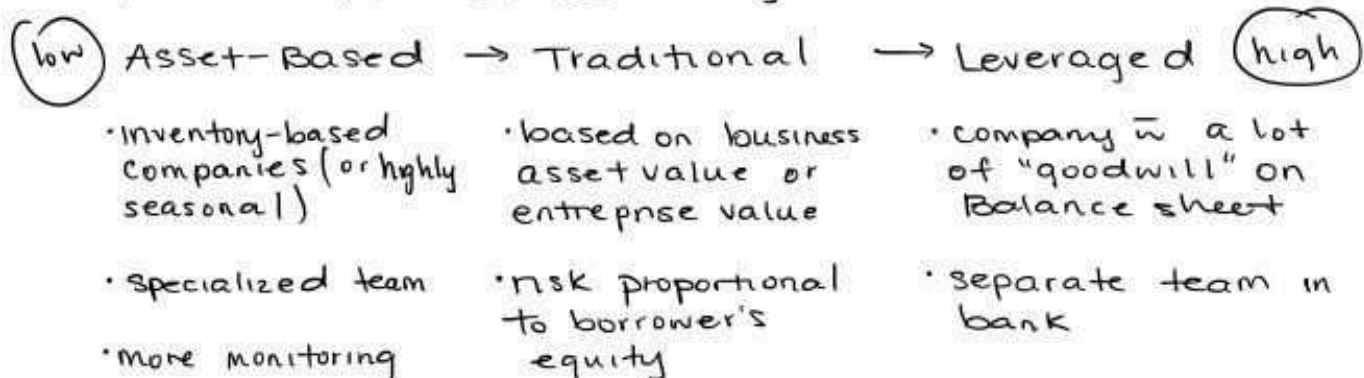 low Asset-Based → Traditional → Leveraged high
• inventory-based
companies (or highly
seasonal)
• specialized team
• more monitoring
• based on business
asset value or
enterprise value
• risk proportional
to borrower's
equity
• company w̄ a lot
of "goodwill" on
Balance sheet
• separate team in
bank